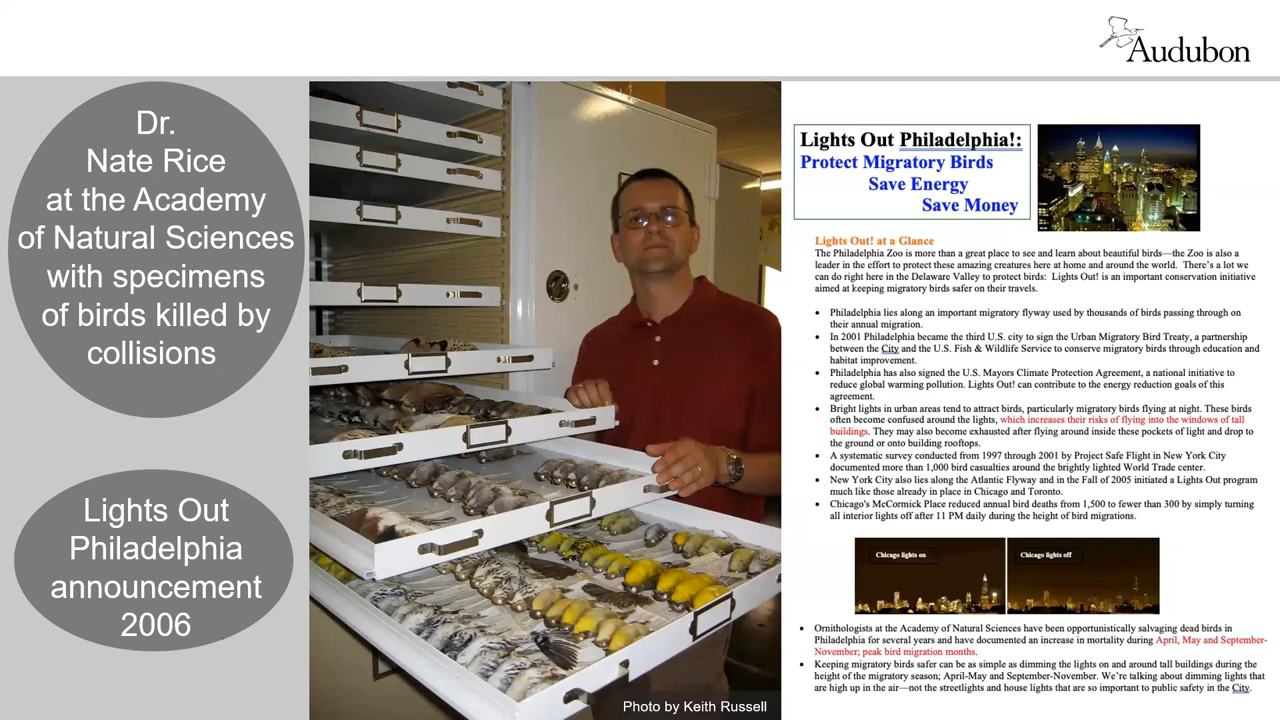 Audubon
Dr.
Nate Rice
at the Academy
of Natural Sciences
with specimens
of birds killed by
collisions
Lights Out
Philadelphia
announcement
2006
Photo by Keith Russell
Lights Out Philadelphia!:
Protect Migratory Birds
Save Energy
Save Money
Lights Out! at a Glance
The Philadelphia Zoo is more than a great place to see and learn about beautiful birds—the Zoo is also a
leader in the effort to protect these amazing creatures here at home and around the world. There's a lot we
can do right here in the Delaware Valley to protect birds: Lights Out! is an important conservation initiative
aimed at keeping migratory birds safer on their travels.
• Philadelphia lies along an important migratory flyway used by thousands of birds passing through on
their annual migration.
• In 2001 Philadelphia became the third U.S. city to sign the Urban Migratory Bird Treaty, a partnership
between the City and the U.S. Fish & Wildlife Service to conserve migratory birds through education and
habitat improvement.
• Philadelphia has also signed the U.S. Mayors Climate Protection Agreement, a national initiative to
reduce global warming pollution. Lights Out! can contribute to the energy reduction goals of this
agreement.
• Bright lights in urban areas tend to attract birds, particularly migratory birds flying at night. These birds
often become confused around the lights, which increases their risks of flying into the windows of tall
buildings. They may also become exhausted after flying around inside these pockets of light and drop to
the ground or onto building rooftops.
• A systematic survey conducted from 1997 through 2001 by Project Safe Flight in New York City
documented more than 1,000 bird casualties around the brightly lighted World Trade center.
• New York City also lies along the Atlantic Flyway and in the Fall of 2005 initiated a Lights Out program
much like those already in place in Chicago and Toronto.
• Chicago's McCormick Place reduced annual bird deaths from 1,500 to fewer than 300 by simply turning
all interior lights off after 11 PM daily during the height of bird migrations.
Chicago lights on
Chicago lights off
• Ornithologists at the Academy of Natural Sciences have been opportunistically salvaging dead birds in
Philadelphia for several years and have documented an increase in mortality during April, May and September-
November; peak bird migration months.
• Keeping migratory birds safer can be as simple as dimming the lights on and around tall buildings during the
height of the migratory season; April-May and September-November. We're talking about dimming lights that
are high up in the air—not the streetlights and house lights that are so important to public safety in the City.